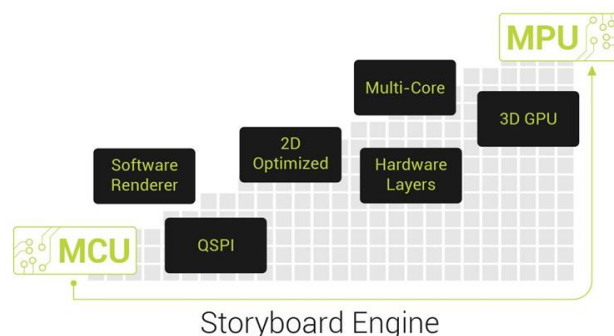 MPU
Multi-Core
3D GPU
2D
Optimized
Software
Renderer
Hardware
Layers
MCU
QSPI
Storyboard Engine